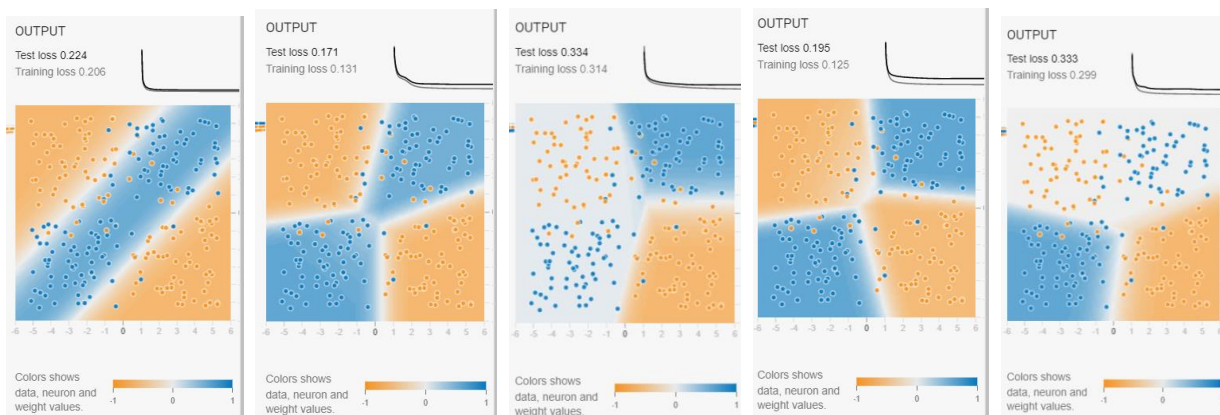 OUTPUT
Test loss 0.224
Training loss 0.206
-6 -5 -4 -3 -2 -1 0 1 2 3 4 5 6
Colors shows
data, neuron and
weight values.
-1 0 1
OUTPUT
Test loss 0.171
Training loss 0.131
-6 -5 -4 -3 -2 -1 0 1 2 3 4 5 6
Colors shows
data, neuron and
weight values.
-1 0 1
OUTPUT
Test loss 0.334
Training loss 0.314
-6 -5 -4 -3 -2 -1 0 1 2 3 4 5 6
Colors shows
data, neuron and
weight values.
-1 0 1
OUTPUT
Test loss 0.195
Training loss 0.125
-6 -5 -4 -3 -2 -1 0 1 2 3 4 5 6
Colors shows
data, neuron and
weight values.
-1 0 1
OUTPUT
Test loss 0.333
Training loss 0.299
-6 -5 -4 -3 -2 -1 0 1 2 3 4 5 6
Colors shows
data, neuron and
weight values.
-1 0